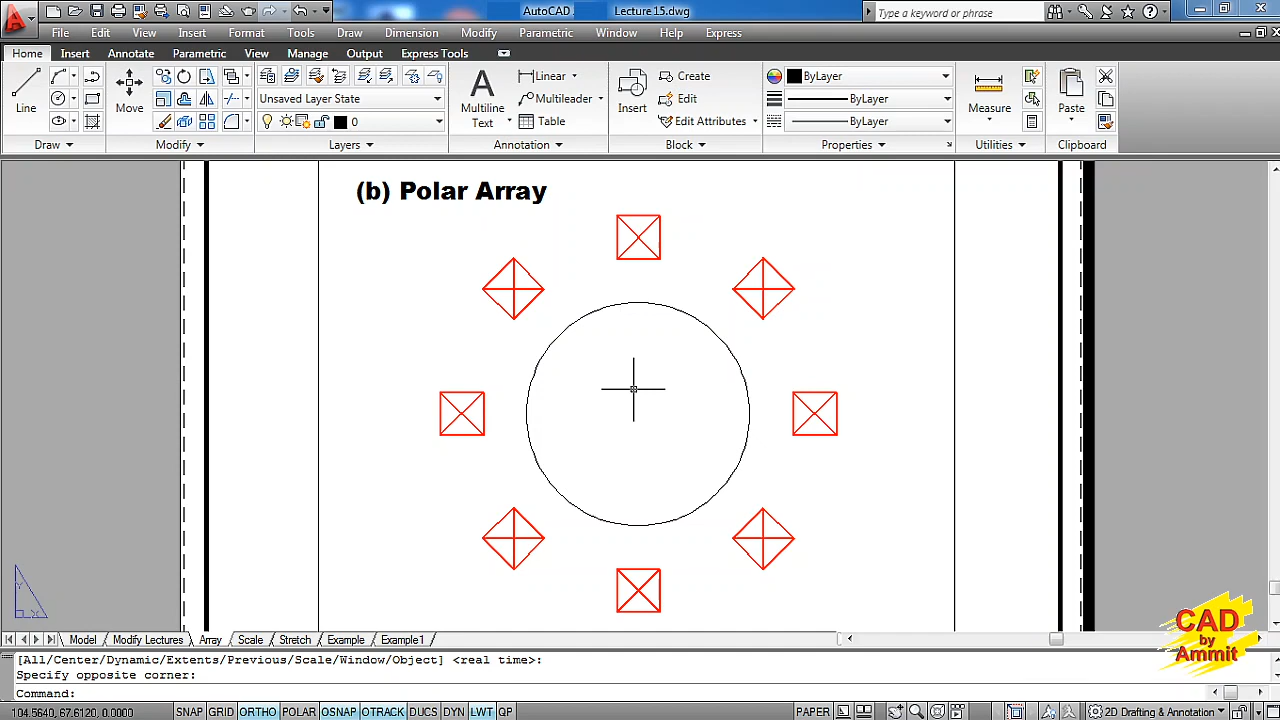 AutoCAD Lecture 15.dwg Type a keyword or phrase
File Edit View Insert Format Tools Draw Dimension Modify Parametric Window Help Express
Home Insert Annotate Parametric View Manage Output Express Tools
Line Move Multiline Text Linear Insert Create ByLayer Measure Paste
Unsaved Layer State Multileader Edit ByLayer
0 Table Edit Attributes ByLayer
Draw Modify Layers Annotation Block Properties Utilities Clipboard
(b) Polar Array
Model Modify Lectures Array Scale Stretch Example Example1
[All/Center/Dynamic/Extents/Previous/Scale/Window/Object] <real time>:
Specify opposite corner:
Command:
CAD
by
Ammit
104.5640, 67.6120, 0.0000 SNAP GRID ORTHO POLAR OSNAP OTRACK DUCS DYN LWT QP PAPER 2D Drafting & Annotation